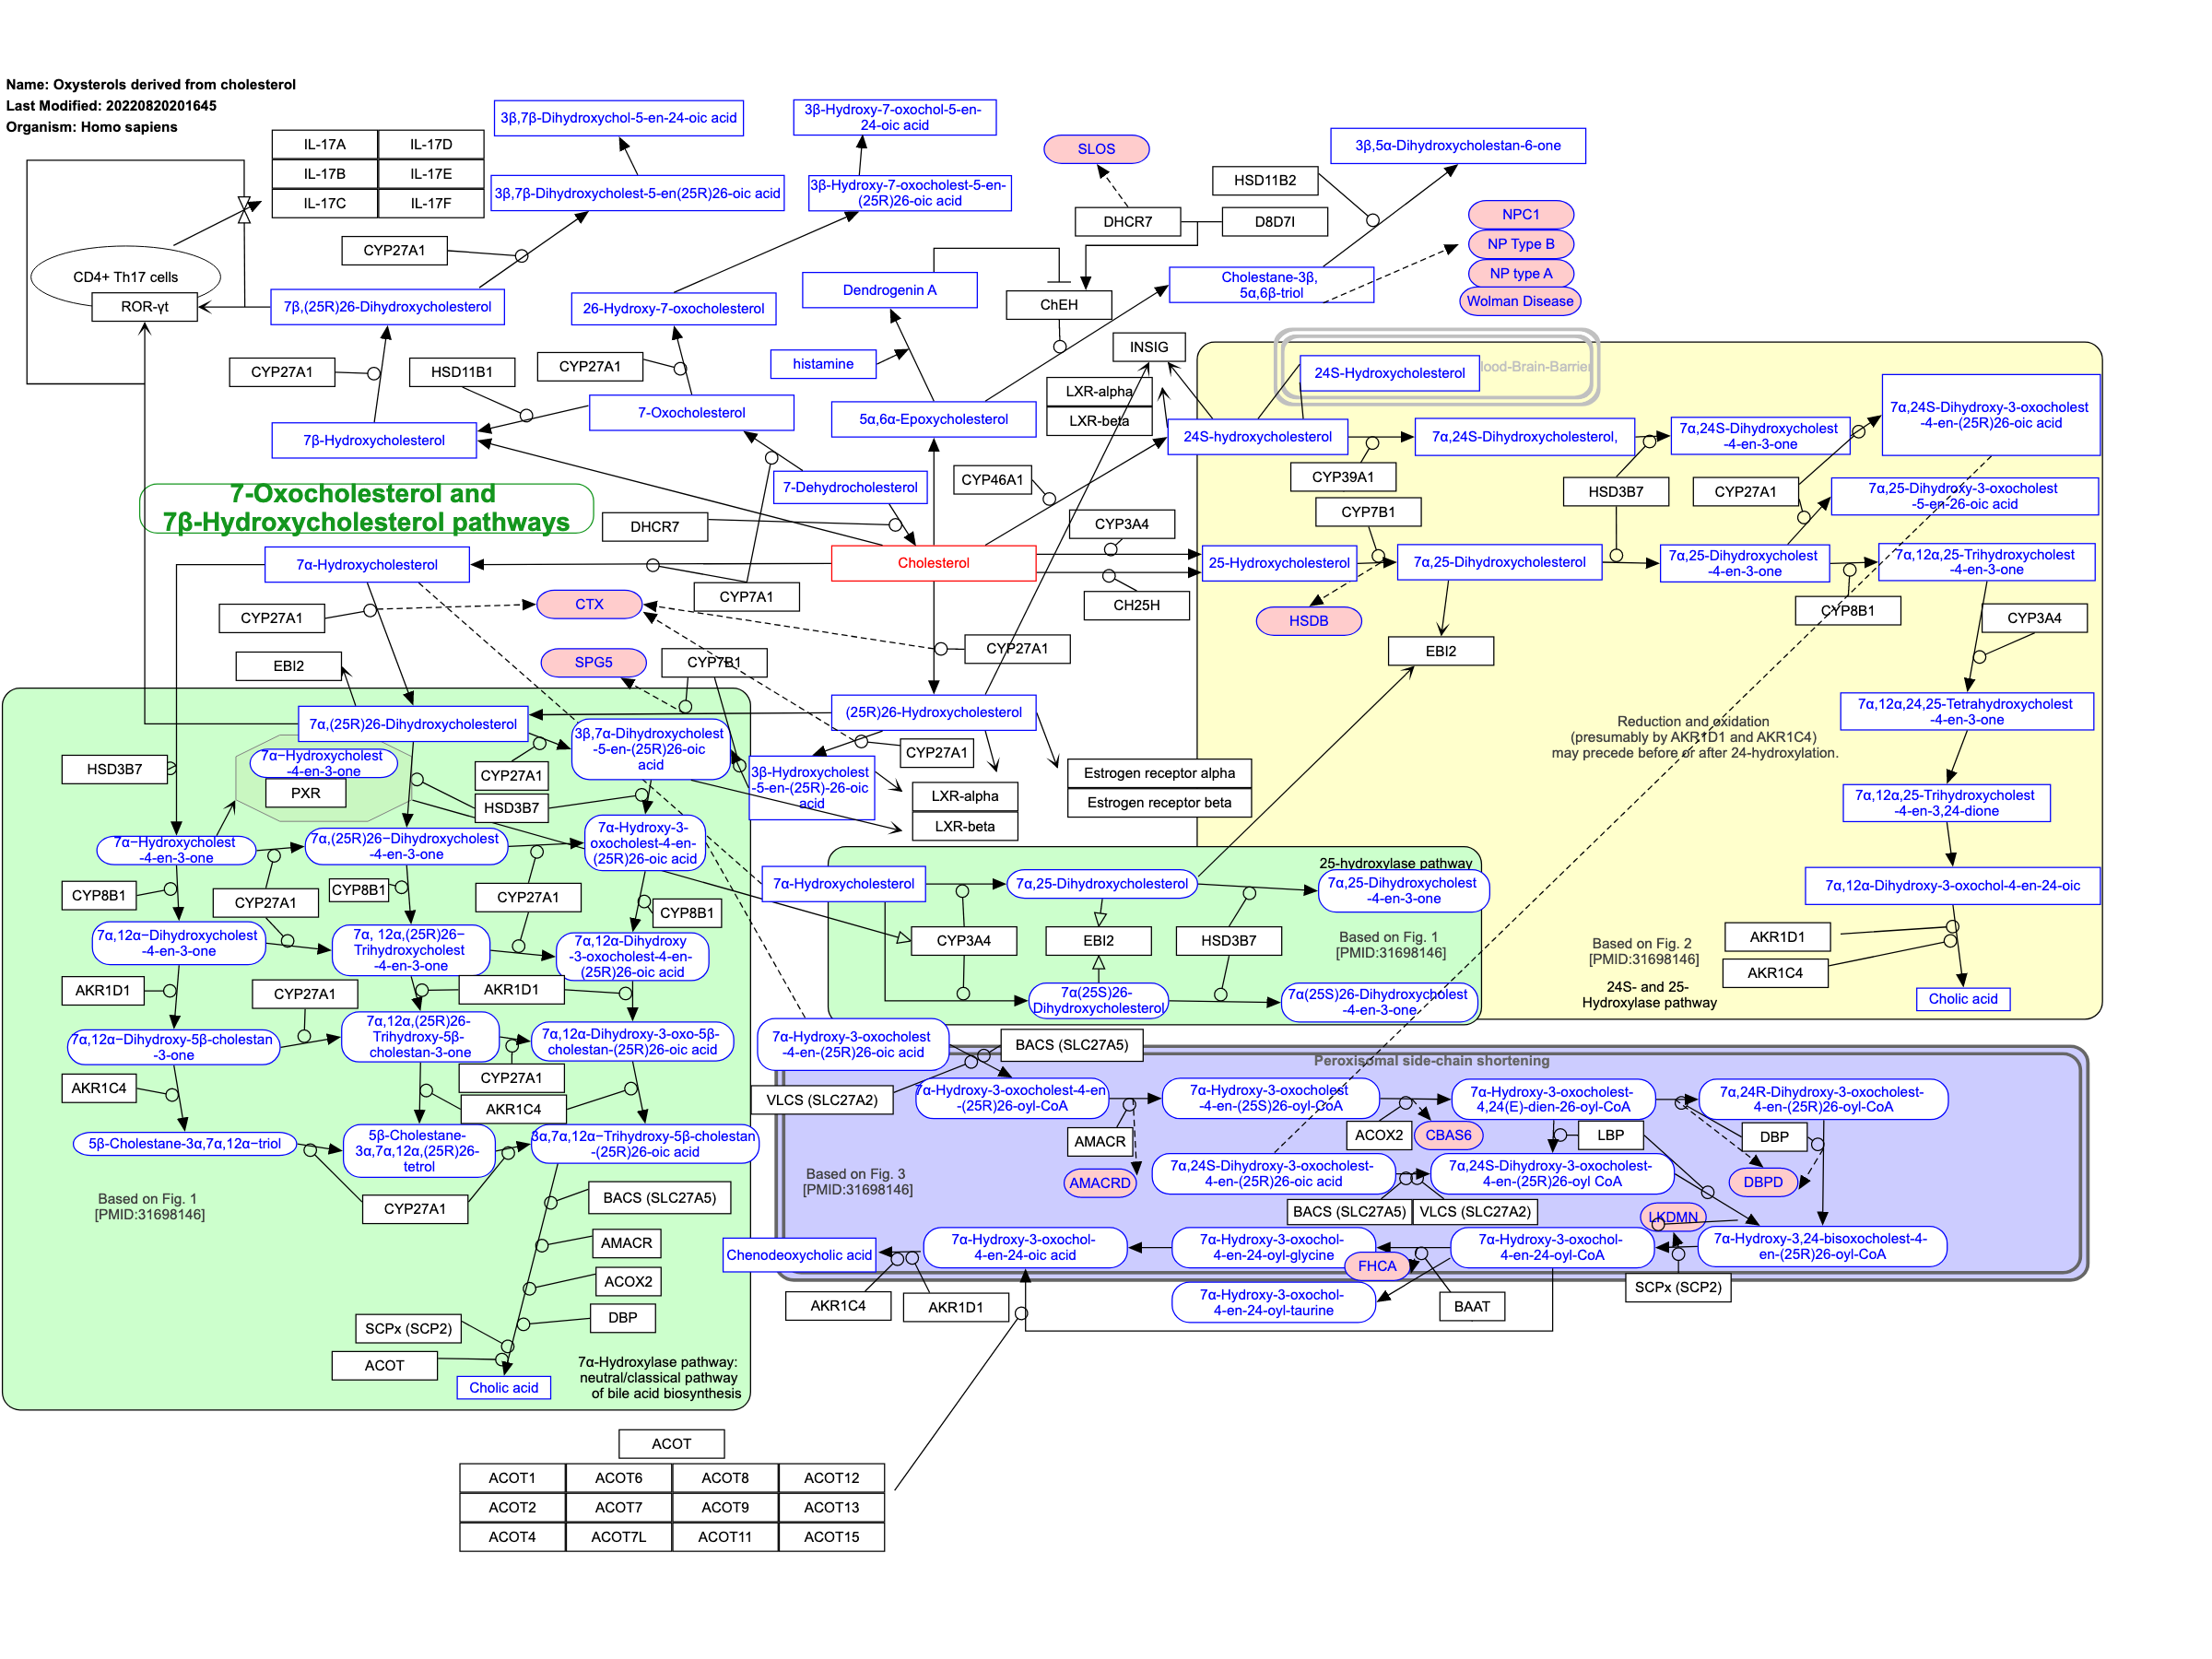 Name: Oxysterols derived from cholesterol
Last Modified: 20220820201645
Organism: Homo sapiens
IL-17A
IL-17D
IL-17B
IL-17E
IL-17C
IL-17F
3β,7β-Dihydroxychol-5-en-24-oic acid
3β-Hydroxy-7-oxochol-5-en-
24-oic acid
SLOS
3β,5α-Dihydroxycholestan-6-one
3β,7β-Dihydroxycholest-5-en(25R)26-oic acid
3β-Hydroxy-7-oxocholest-5-en-
(25R)26-oic acid
HSD11B2
DHCR7
D8D7I
NPC1
NP Type B
NP type A
Wolman Disease
CYP27A1
CD4+ Th17 cells
ROR-γt
7β,(25R)26-Dihydroxycholesterol
26-Hydroxy-7-oxocholesterol
Dendrogenin A
ChEH
Cholestane-3β,
5α,6β-triol
CYP27A1
HSD11B1
CYP27A1
histamine
INSIG
LXR-alpha
LXR-beta
24S-Hydroxycholesterol
lood-Brain-Barrier
7β-Hydroxycholesterol
7-Oxocholesterol
5α,6α-Epoxycholesterol
24S-hydroxycholesterol
7α,24S-Dihydroxycholesterol,
7α,24S-Dihydroxycholest
-4-en-3-one
7α,24S-Dihydroxy-3-oxocholest
-4-en-(25R)26-oic acid
7-Oxocholesterol and
7β-Hydroxycholesterol pathways
7-Dehydrocholesterol
CYP46A1
CYP39A1
HSD3B7
CYP27A1
7α,25-Dihydroxy-3-oxocholest
-5-en-26-oic acid
DHCR7
CYP3A4
CYP7B1
7α-Hydroxycholesterol
Cholesterol
25-Hydroxycholesterol
7α,25-Dihydroxycholesterol
7α,25-Dihydroxycholest
-4-en-3-one
7α,12α,25-Trihydroxycholest
-4-en-3-one
CYP27A1
CTX
CYP7A1
CH25H
HSDB
CYP8B1
CYP3A4
EBI2
SPG5
CYP7B1
CYP27A1
EBI2
7α,(25R)26-Dihydroxycholesterol
3β,7α-Dihydroxycholest
-5-en-(25R)26-oic
acid
(25R)26-Hydroxycholesterol
7α,12α,24,25-Tetrahydroxycholest
-4-en-3-one
Reduction and oxidation
(presumably by AKR1D1 and AKR1C4)
may precede before or after 24-hydroxylation.
HSD3B7
7α−Hydroxycholest
-4-en-3-one
PXR
CYP27A1
HSD3B7
3β-Hydroxycholest
-5-en-(25R)-26-oic
acid
CYP27A1
LXR-alpha
LXR-beta
Estrogen receptor alpha
Estrogen receptor beta
7α,12α,25-Trihydroxycholest
-4-en-3,24-dione
7α−Hydroxycholest
-4-en-3-one
7α,(25R)26−Dihydroxycholest
-4-en-3-one
7α-Hydroxy-3-
oxocholest-4-en-
(25R)26-oic acid
25-hydroxylase pathway
7α-Hydroxycholesterol
7α,25-Dihydroxycholesterol
7α,25-Dihydroxycholest
-4-en-3-one
7α,12α-Dihydroxy-3-oxochol-4-en-24-oic
CYP8B1
CYP27A1
CYP8B1
CYP27A1
CYP8B1
CYP3A4
EBI2
HSD3B7
Based on Fig. 1
[PMID:31698146]
Based on Fig. 2
[PMID:31698146]
AKR1D1
AKR1C4
7α,12α−Dihydroxycholest
-4-en-3-one
7α, 12α,(25R)26−
Trihydroxycholest
-4-en-3-one
7α,12α-Dihydroxy
-3-oxocholest-4-en-
(25R)26-oic acid
AKR1D1
CYP27A1
AKR1D1
7α(25S)26-
Dihydroxycholesterol
7α(25S)26-Dihydroxycholest
-4-en-3-one
24S- and 25-
Hydroxylase pathway
Cholic acid
7α,12α−Dihydroxy-5β-cholestan
-3-one
7α,12α,(25R)26-
Trihydroxy-5β-
cholestan-3-one
7α,12α-Dihydroxy-3-oxo-5β-
cholestan-(25R)26-oic acid
7α-Hydroxy-3-oxocholest
-4-en-(25R)26-oic acid
BACS (SLC27A5)
Peroxisomal side-chain shortening
AKR1C4
CYP27A1
AKR1C4
VLCS (SLC27A2)
7α-Hydroxy-3-oxocholest-4-en
-(25R)26-oyl-CoA
7α-Hydroxy-3-oxocholest
-4-en-(25S)26-oyl-CoA
7α-Hydroxy-3-oxocholest-
4,24(E)-dien-26-oyl-CoA
7α,24R-Dihydroxy-3-oxocholest-
4-en-(25R)26-oyl-CoA
AMACR
ACOX2
CBAS6
LBP
DBP
5β-Cholestane-3α,7α,12α−triol
5β-Cholestane-
3α,7α,12α,(25R)26-
tetrol
3α,7α,12α−Trihydroxy-5β-cholestan
-(25R)26-oic acid
Based on Fig. 3
[PMID:31698146]
AMACRD
7α,24S-Dihydroxy-3-oxocholest-
4-en-(25R)26-oic acid
7α,24S-Dihydroxy-3-oxocholest-
4-en-(25R)26-oyl CoA
DBPD
Based on Fig. 1
[PMID:31698146]
CYP27A1
BACS (SLC27A5)
BACS (SLC27A5)
VLCS (SLC27A2)
LKDMN
AMACR
Chenodeoxycholic acid
7α-Hydroxy-3-oxochol-
4-en-24-oic acid
7α-Hydroxy-3-oxochol-
4-en-24-oyl-glycine
7α-Hydroxy-3-oxochol-
4-en-24-oyl-CoA
7α-Hydroxy-3,24-bisoxocholest-4-
en-(25R)26-oyl-CoA
FHCA
ACOX2
SCPx (SCP2)
AKR1C4
AKR1D1
7α-Hydroxy-3-oxochol-
4-en-24-oyl-taurine
BAAT
DBP
SCPx (SCP2)
ACOT
7α-Hydroxylase pathway:
neutral/classical pathway
of bile acid biosynthesis
Cholic acid
ACOT
ACOT1
ACOT6
ACOT8
ACOT12
ACOT2
ACOT7
ACOT9
ACOT13
ACOT4
ACOT7L
ACOT11
ACOT15